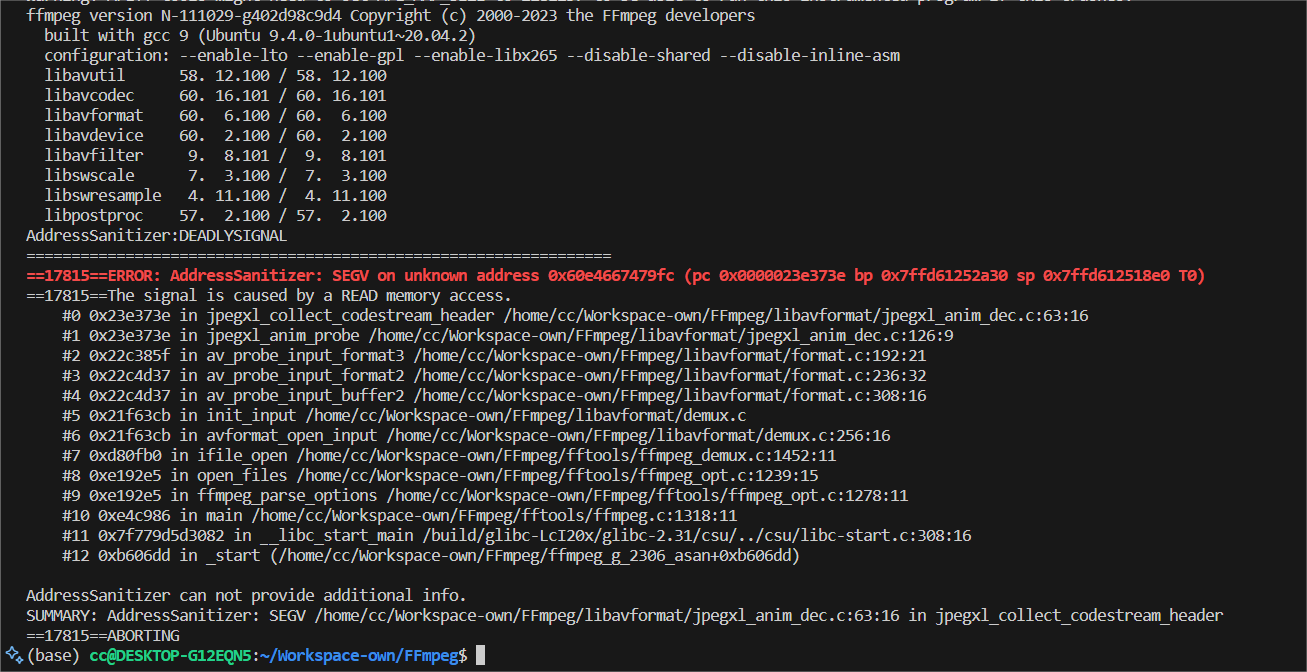 ffmpeg version N-111029-g402d98c9d4 Copyright (c) 2000-2023 the FFmpeg developers
  built with gcc 9 (Ubuntu 9.4.0-1ubuntu1~20.04.2)
  configuration: --enable-lto --enable-gpl --enable-libx265 --disable-shared --disable-inline-asm
  libavutil      58. 12.100 / 58. 12.100
  libavcodec     60. 16.101 / 60. 16.101
  libavformat    60.  6.100 / 60.  6.100
  libavdevice    60.  2.100 / 60.  2.100
  libavfilter     9.  8.101 /  9.  8.101
  libswscale      7.  3.100 /  7.  3.100
  libswresample   4. 11.100 /  4. 11.100
  libpostproc    57.  2.100 / 57.  2.100
AddressSanitizer:DEADLYSIGNAL
=================================================================
==17815==ERROR: AddressSanitizer: SEGV on unknown address 0x60e4667479fc (pc 0x0000023e373e bp 0x7ffd61252a30 sp 0x7ffd612518e0 T0)
==17815==The signal is caused by a READ memory access.
    #0 0x23e373e in jpegxl_collect_codestream_header /home/cc/Workspace-own/FFmpeg/libavformat/jpegxl_anim_dec.c:63:16
    #1 0x23e373e in jpegxl_anim_probe /home/cc/Workspace-own/FFmpeg/libavformat/jpegxl_anim_dec.c:126:9
    #2 0x22c385f in av_probe_input_format3 /home/cc/Workspace-own/FFmpeg/libavformat/format.c:192:21
    #3 0x22c4d37 in av_probe_input_format2 /home/cc/Workspace-own/FFmpeg/libavformat/format.c:236:32
    #4 0x22c4d37 in av_probe_input_buffer2 /home/cc/Workspace-own/FFmpeg/libavformat/format.c:308:16
    #5 0x21f63cb in init_input /home/cc/Workspace-own/FFmpeg/libavformat/demux.c
    #6 0x21f63cb in avformat_open_input /home/cc/Workspace-own/FFmpeg/libavformat/demux.c:256:16
    #7 0xd80fb0 in ifile_open /home/cc/Workspace-own/FFmpeg/fftools/ffmpeg_demux.c:1452:11
    #8 0xe192e5 in open_files /home/cc/Workspace-own/FFmpeg/fftools/ffmpeg_opt.c:1239:15
    #9 0xe192e5 in ffmpeg_parse_options /home/cc/Workspace-own/FFmpeg/fftools/ffmpeg_opt.c:1278:11
    #10 0xe4c986 in main /home/cc/Workspace-own/FFmpeg/fftools/ffmpeg.c:1318:11
    #11 0x7f779d5d3082 in __libc_start_main /build/glibc-LcI20x/glibc-2.31/csu/../csu/libc-start.c:308:16
    #12 0xb606dd in _start (/home/cc/Workspace-own/FFmpeg/ffmpeg_g_2306_asan+0xb606dd)

AddressSanitizer can not provide additional info.
SUMMARY: AddressSanitizer: SEGV /home/cc/Workspace-own/FFmpeg/libavformat/jpegxl_anim_dec.c:63:16 in jpegxl_collect_codestream_header
==17815==ABORTING
(base) cc@DESKTOP-G12EQN5:~/Workspace-own/FFmpeg$